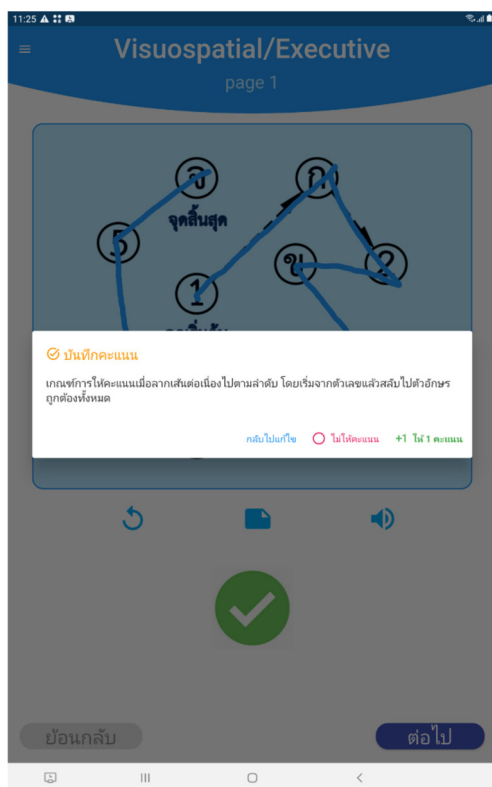 11:25
Visuospatial/Executive
page 1
จ
ก
จุดสิ้นสุด
5
ข
2
1
บันทึกคะแนน
เกณฑ์การให้คะแนนเมื่อลากเส้นต่อเนื่องไปตามลำดับ โดยเริ่มจากตัวเลขแล้วสลับไปตัวอักษร
ถูกต้องทั้งหมด
กลับไปแก้ไข ไม่ให้คะแนน +1 ให้ 1 คะแนน
ย้อนกลับ ต่อไป